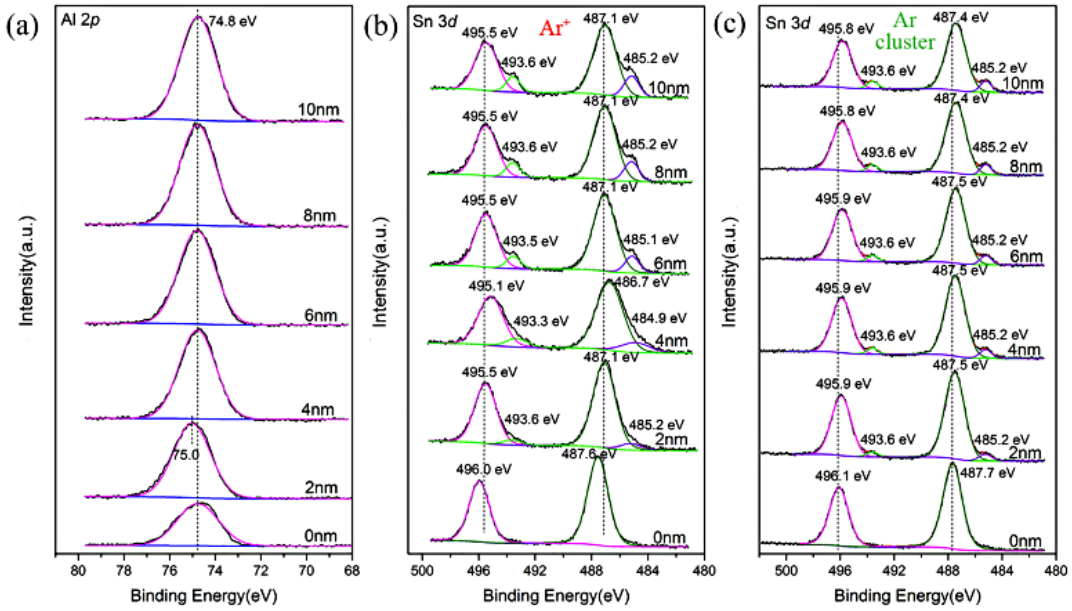 (a)
Al 2p
74.8 eV
10nm
8nm
6nm
4nm
75.0
2nm
0nm
84 82 80 78 76 74 72 70 68
Binding Energy(eV)
Intensity(a.u.)
(b)
Sn 3d
Ar+
495.5 eV
493.6 eV
487.1 eV
485.2 eV
10nm
495.5 eV
493.6 eV
487.1 eV
485.2 eV
8nm
495.5 eV
493.5 eV
487.1 eV
485.1 eV
6nm
495.1 eV
493.3 eV
486.7 eV
484.9 eV
4nm
495.5 eV
493.6 eV
487.1 eV
485.2 eV
2nm
496.0 eV
487.6 eV
0nm
500 496 492 488 484 480
Binding Energy(eV)
Intensity(a.u.)
(c)
Sn 3d
Ar
cluster
495.8 eV
493.6 eV
487.4 eV
485.2 eV
10nm
495.8 eV
493.6 eV
487.4 eV
485.2 eV
8nm
495.9 eV
493.6 eV
487.5 eV
485.2 eV
6nm
495.9 eV
493.6 eV
487.5 eV
485.2 eV
4nm
495.9 eV
493.6 eV
487.5 eV
485.2 eV
2nm
496.1 eV
487.7 eV
0nm
500 496 492 488 484 480
Binding Energy(eV)
Intensity(a.u.)